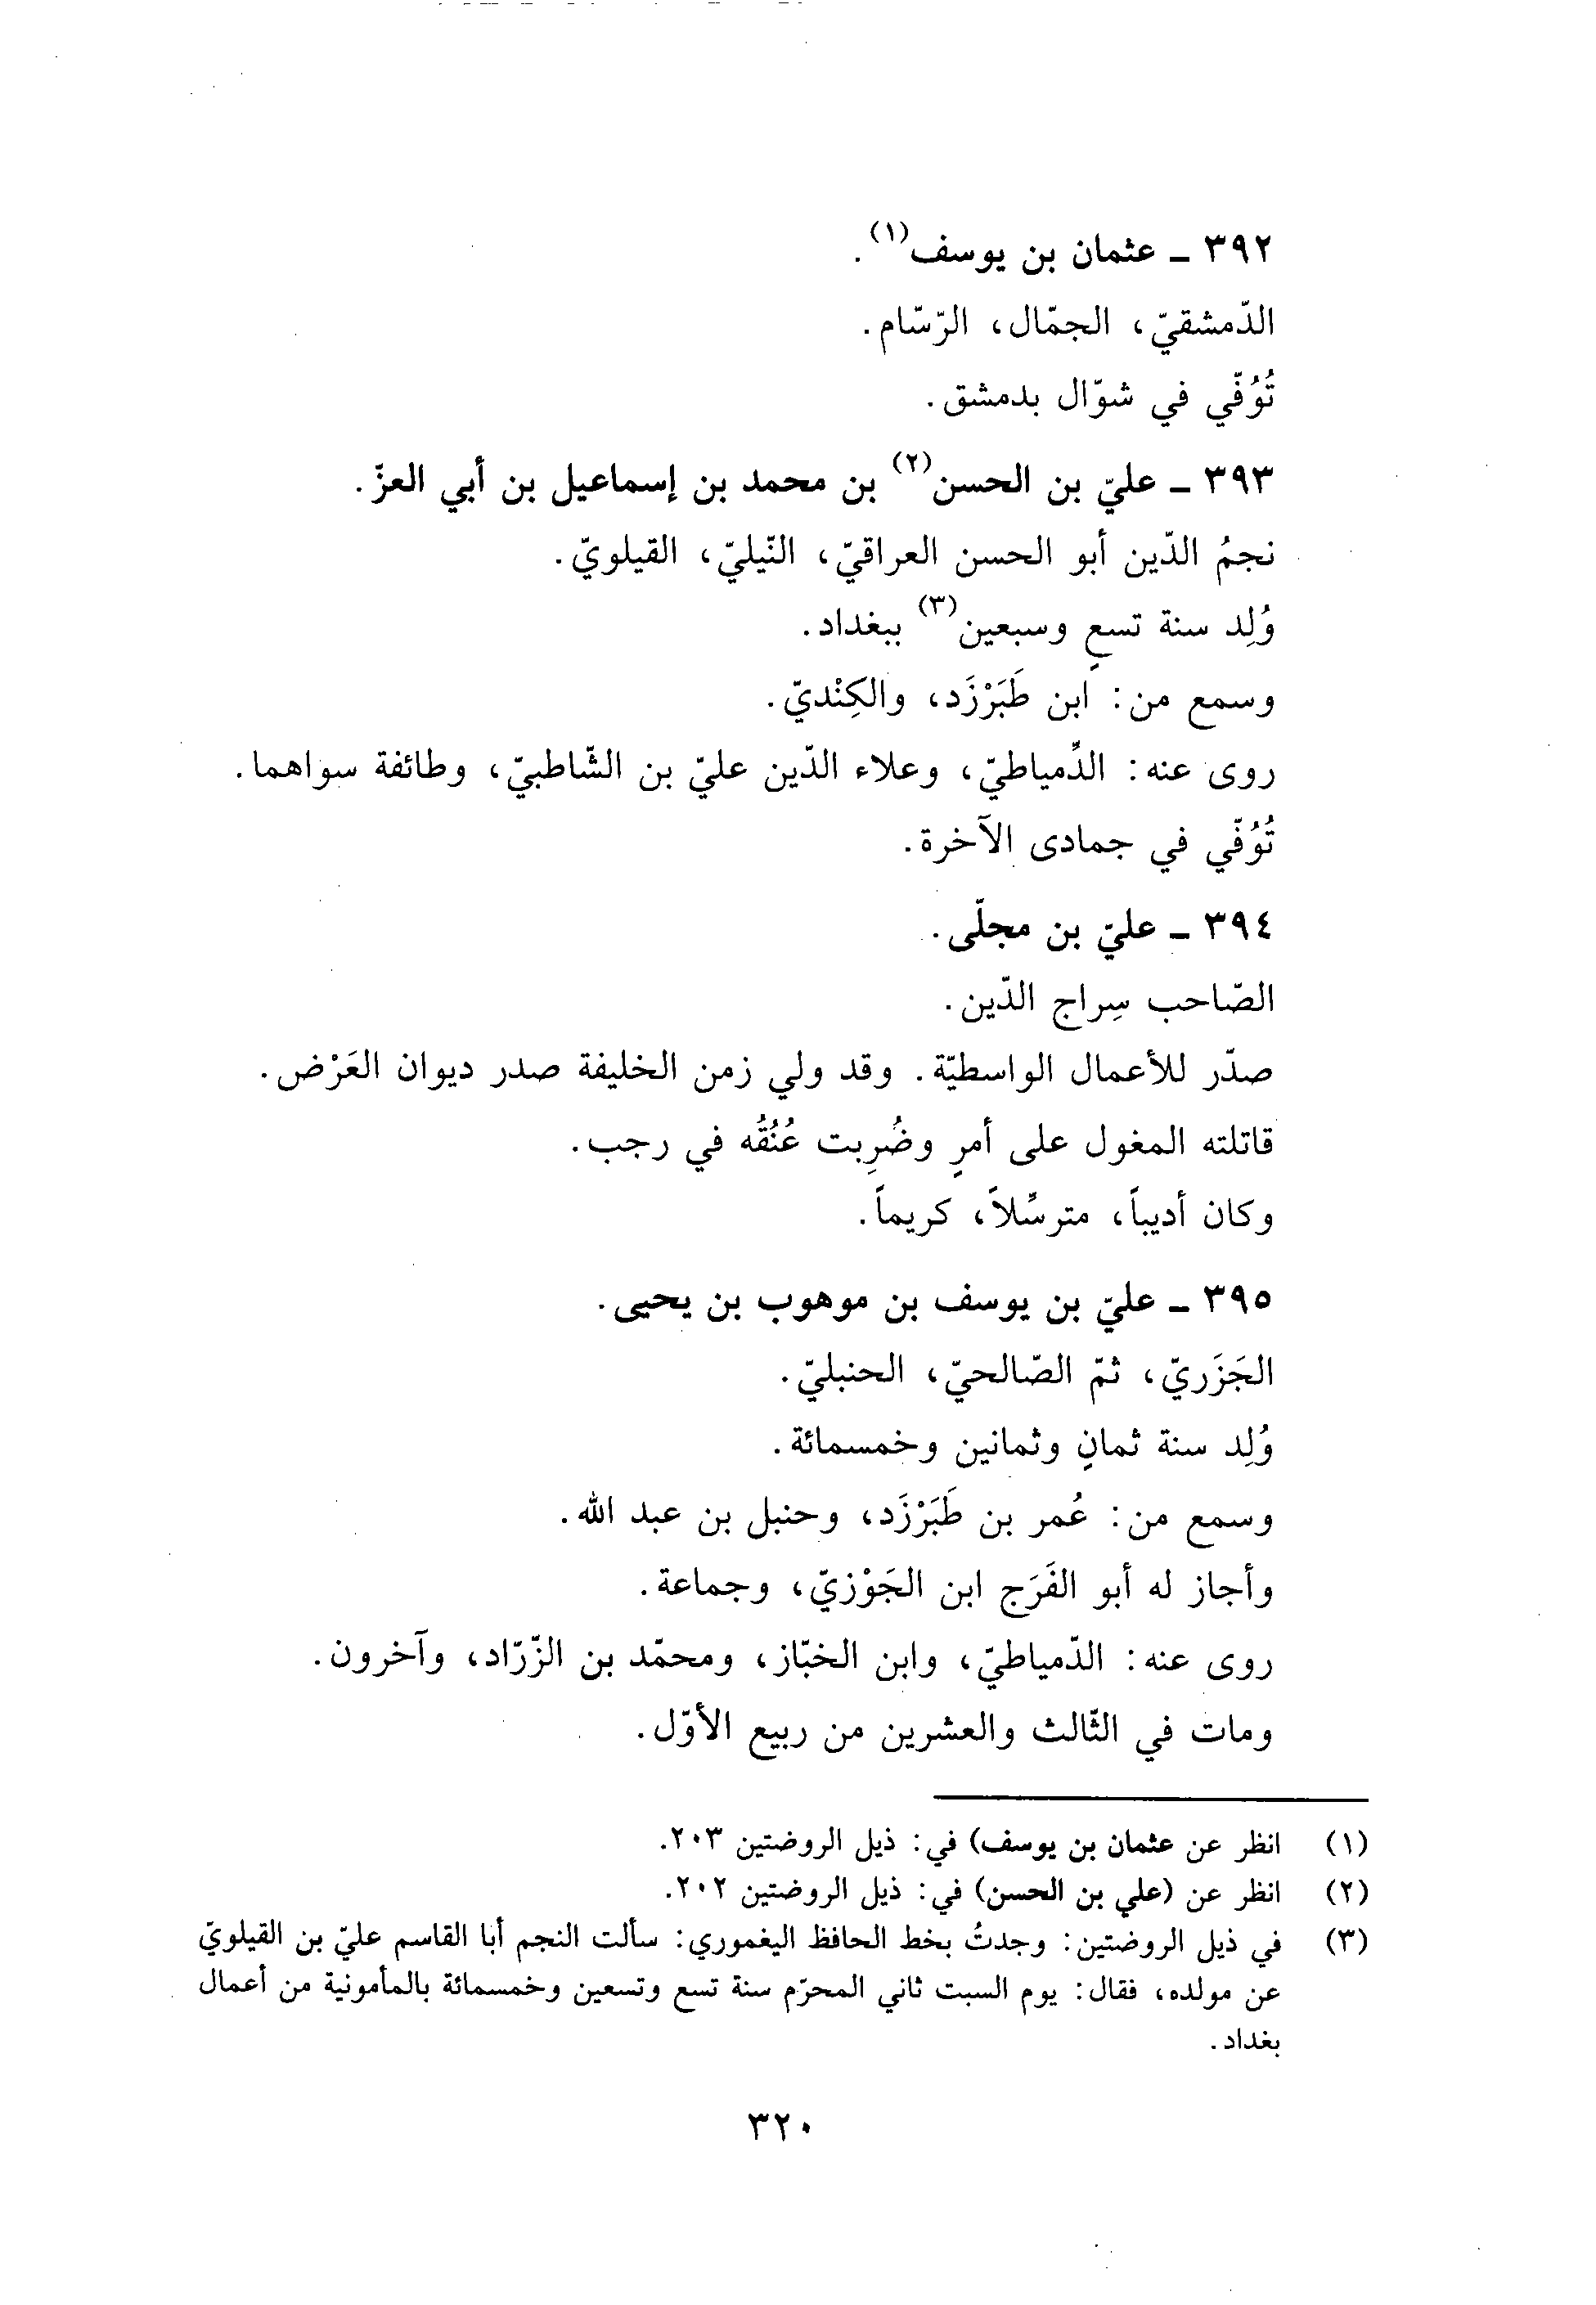 ٣٩٢ ـ عثمان بن يوسف(١).
الدّمشقيّ، الجمّال، الرّسّام.
تُوُفّي في شوّال بدمشق.
٣٩٣ ـ عليّ بن الحسن(٢) بن محمد بن إسماعيل بن أبي العزّ.
نجمُ الدّين أبو الحسن العراقيّ، النّيليّ، القيلويّ.
وُلِد سنة تسعٍ وسبعين(٣) ببغداد.
وسمع من: ابن طَبَرْزَد، والكِنْديّ.
روى عنه: الدِّمياطيّ، وعلاء الدّين عليّ بن الشّاطبيّ، وطائفة سواهما.
تُوُفّي في جمادى الآخرة.
٣٩٤ ـ عليّ بن مجلّى.
الصّاحب سِراج الدّين.
صدّر للأعمال الواسطيّة. وقد ولي زمن الخليفة صدر ديوان العَرْض.
قاتلته المغول على أمرٍ وضُرِبت عُنُقُه في رجب.
وكان أديباً، مترسِّلاً، كريماً.
٣٩٥ ـ عليّ بن يوسف بن موهوب بن يحيى.
الجَزَريّ، ثمّ الصّالحيّ، الحنبليّ.
وُلِد سنة ثمانٍ وثمانين وخمسمائة.
وسمع من: عُمر بن طَبَرْزَد، وحنبل بن عبد الله.
وأجاز له أبو الفَرَج ابن الجَوْزيّ، وجماعة.
روى عنه: الدّمياطيّ، وابن الخبّاز، ومحمّد بن الزّرّاد، وآخرون.
ومات في الثّالث والعشرين من ربيع الأوّل.
(١) انظر عن عثمان بن يوسف) في: ذيل الروضتين ٢٠٣.
(٢) انظر عن (علي بن الحسن) في: ذيل الروضتين ٢٠٢.
(٣) في ذيل الروضتين: وجدتُ بخط الحافظ اليغموري: سألت النجم أبا القاسم عليّ بن القيلويّ
عن مولده، فقال: يوم السبت ثاني المحرّم سنة تسع وتسعين وخمسمائة بالمأمونية من أعمال
بغداد.
٣٢٠